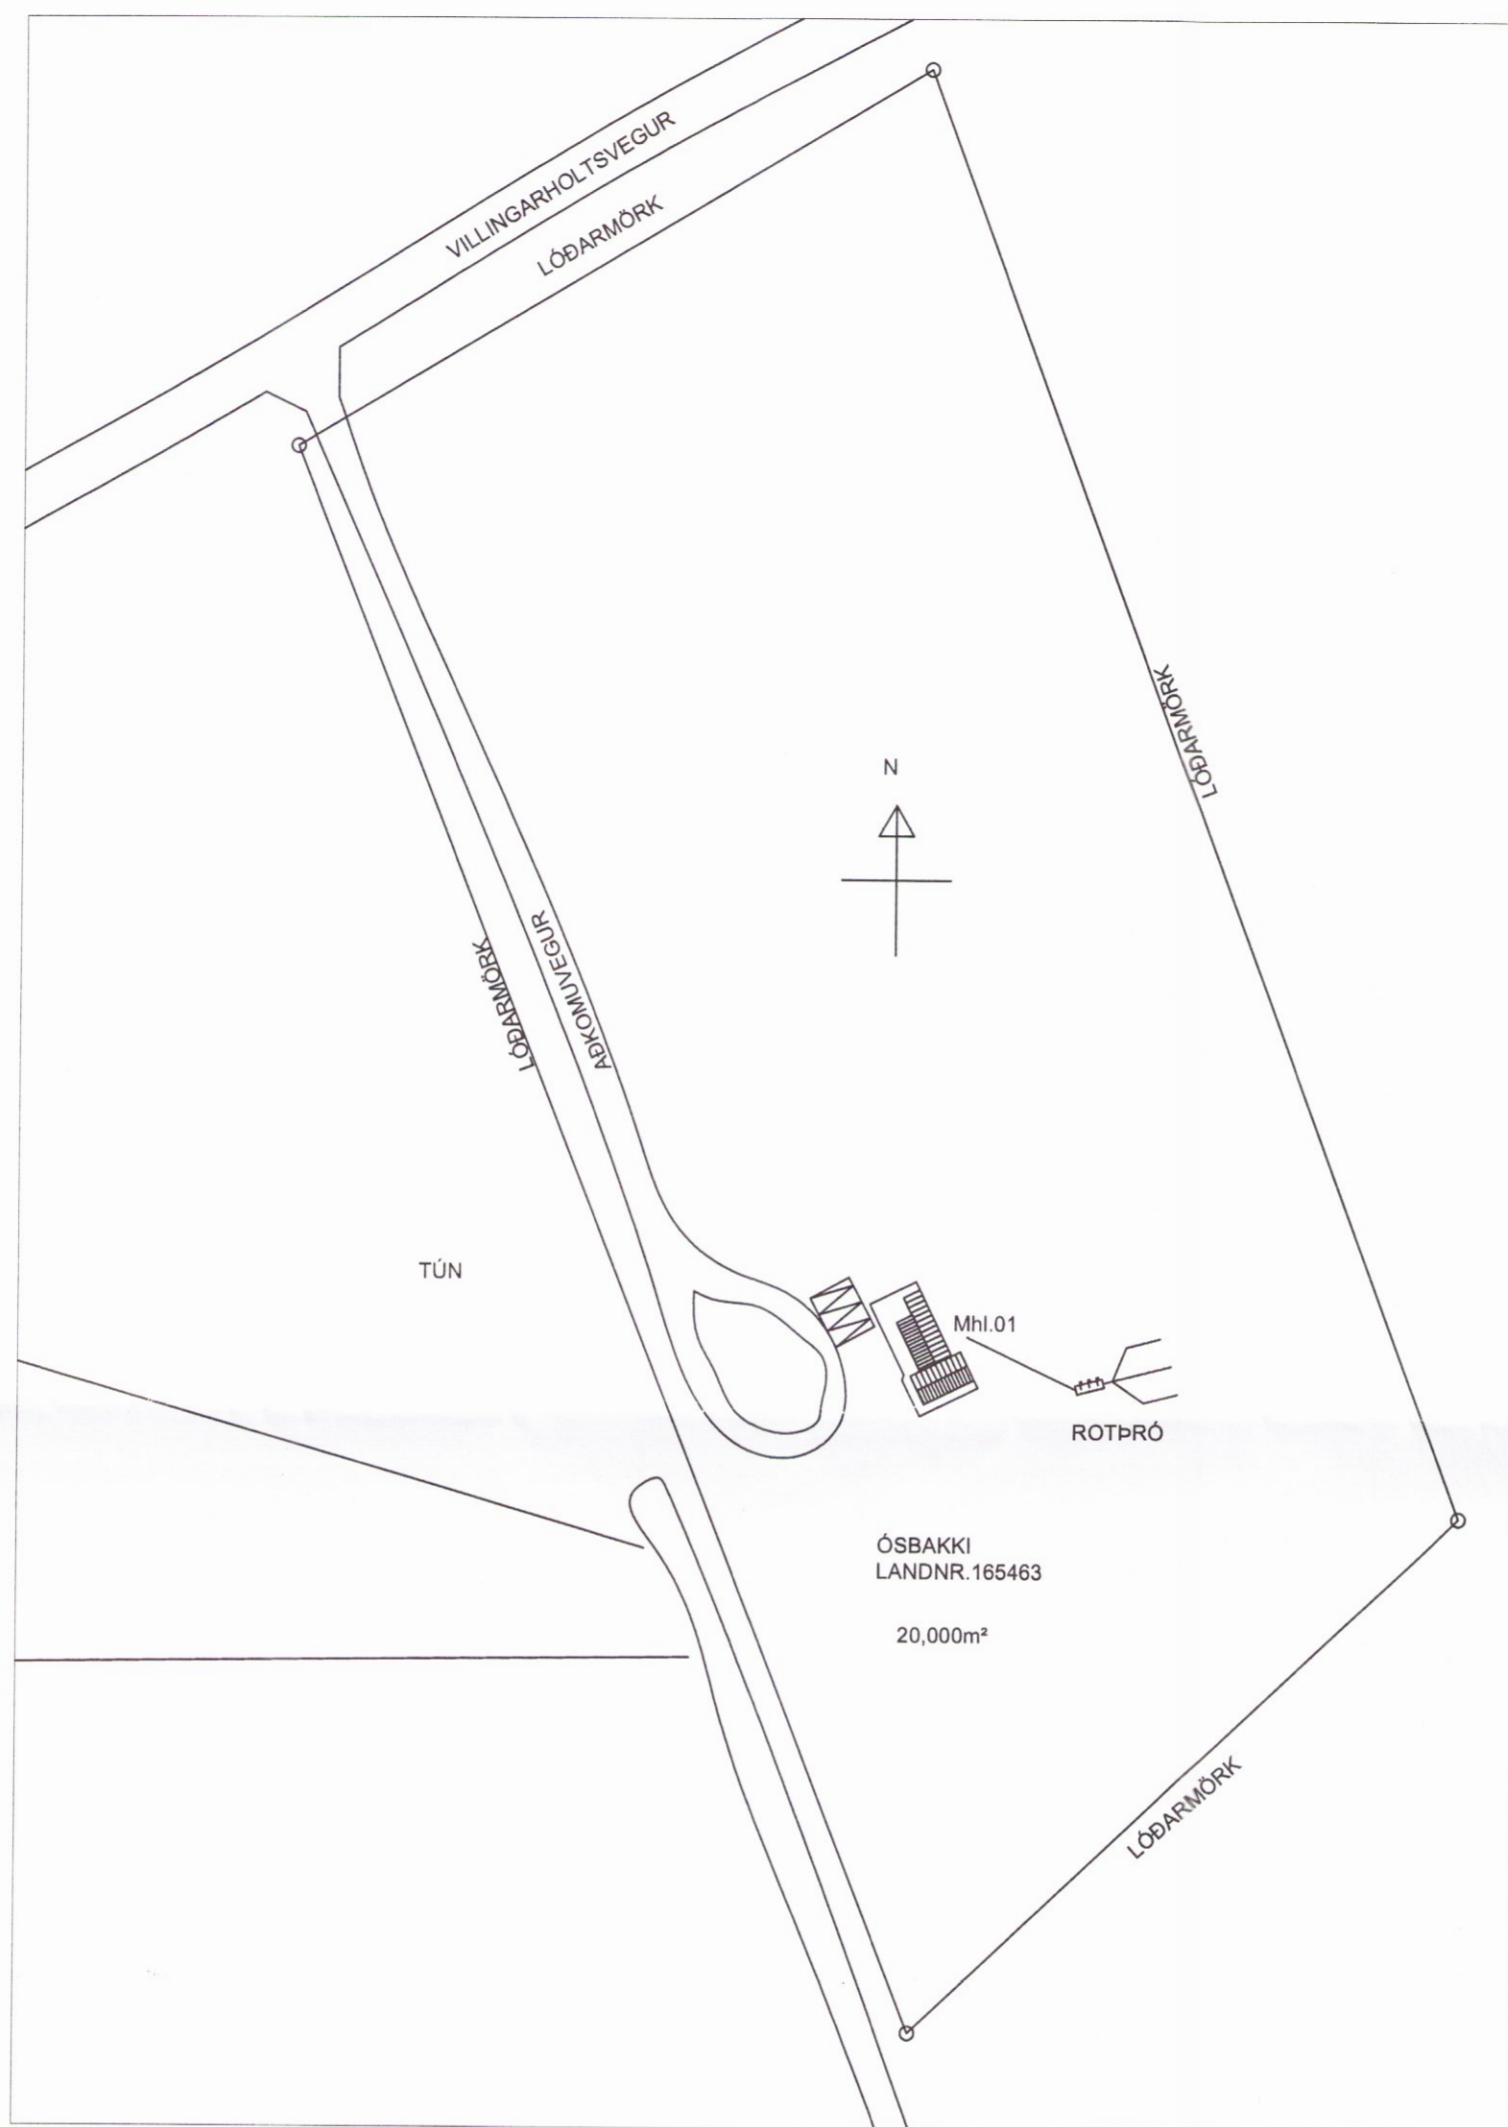 VILLINGARHOLTSVEGUR
LÓÐARMÖRK
LÓÐARMÖRK
N
LÓÐARMÖRK
AÐKOMUVEGUR
TÚN
Mhl.01
ROTÞRÓ
ÓSBAKKI
LANDNR.165463
20,000m²
LÓÐARMÖRK